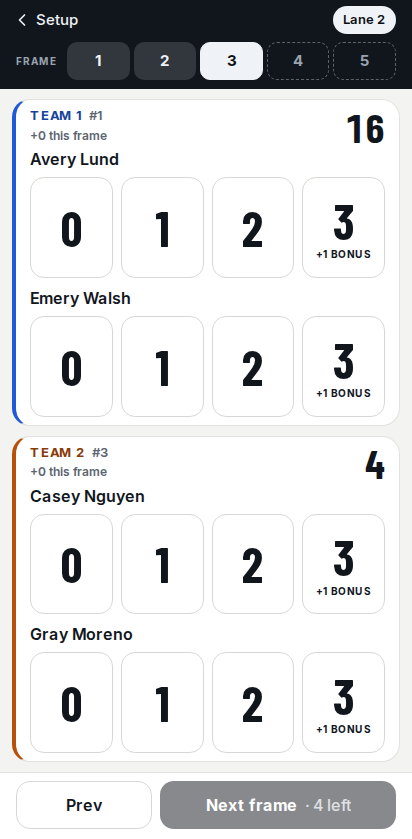 Setup
Lane 2
FRAME 1 2 3 4 5
TEAM 1 #1
16
+0 this frame
Avery Lund
0 1 2 3
+1 BONUS
Emery Walsh
0 1 2 3
+1 BONUS
TEAM 2 #3
4
+0 this frame
Casey Nguyen
0 1 2 3
+1 BONUS
Gray Moreno
0 1 2 3
+1 BONUS
Prev
Next frame · 4 left